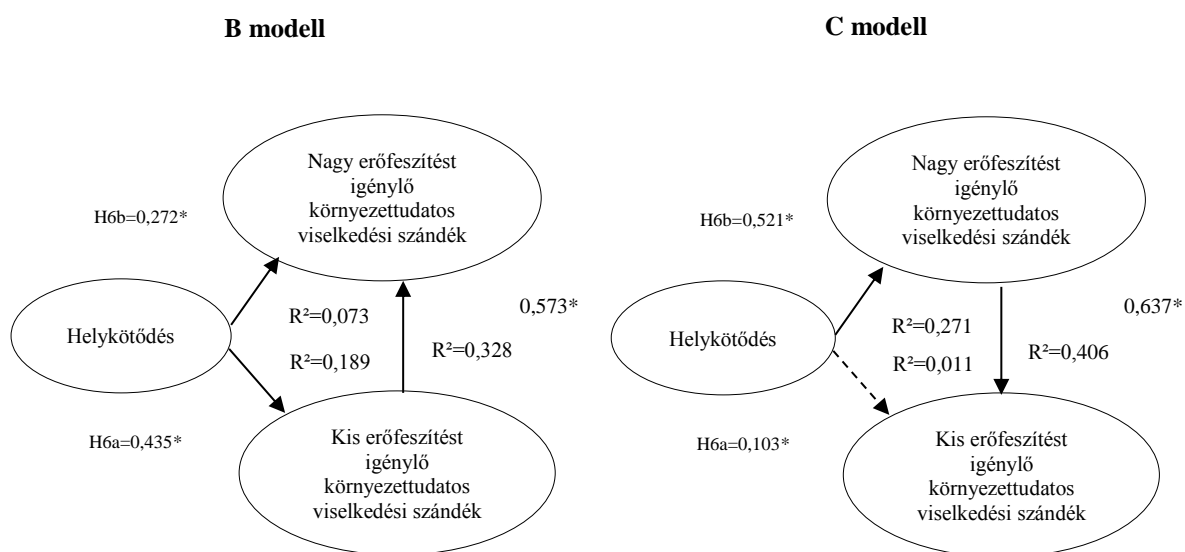 B modell
Nagy erőfeszítést
igénylő
környezettudatos
viselkedési szándék
H6b=0,272*
Helykötődés
R²=0,073
R²=0,189
0,573*
R²=0,328
H6a=0,435*
Kis erőfeszítést
igénylő
környezettudatos
viselkedési szándék
C modell
Nagy erőfeszítést
igénylő
környezettudatos
viselkedési szándék
H6b=0,521*
Helykötődés
R²=0,271
R²=0,011
0,637*
R²=0,406
H6a=0,103*
Kis erőfeszítést
igénylő
környezettudatos
viselkedési szándék